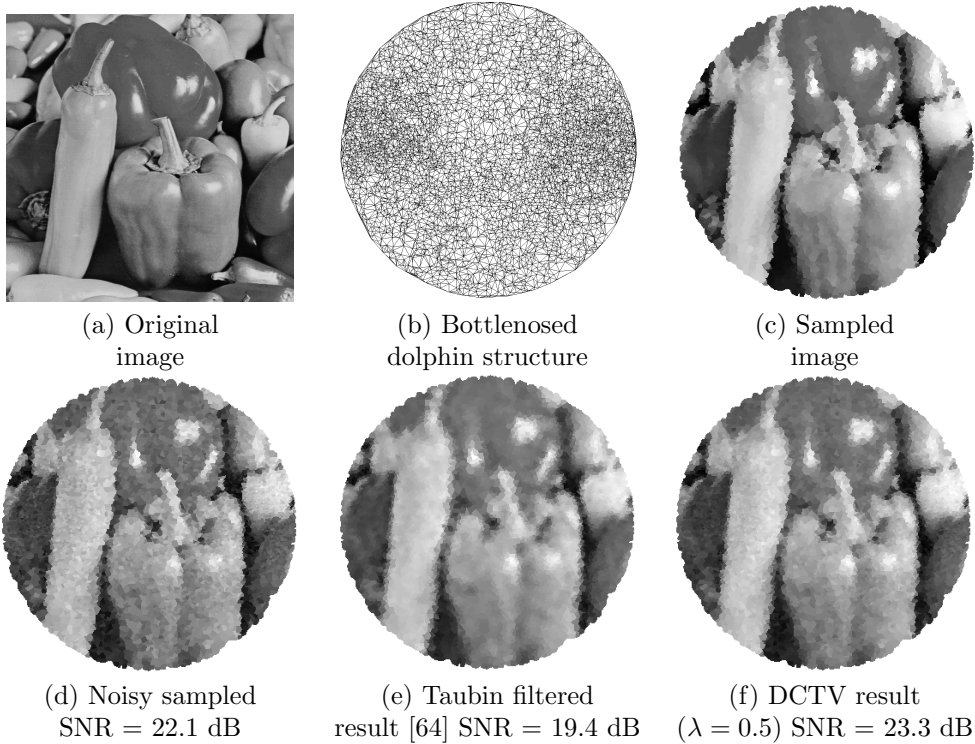 (a) Original
image
(b) Bottlenosed
dolphin structure
(c) Sampled
image
(d) Noisy sampled
SNR = 22.1 dB
(e) Taubin filtered
result [64] SNR = 19.4 dB
(f) DCTV result
(λ = 0.5) SNR = 23.3 dB